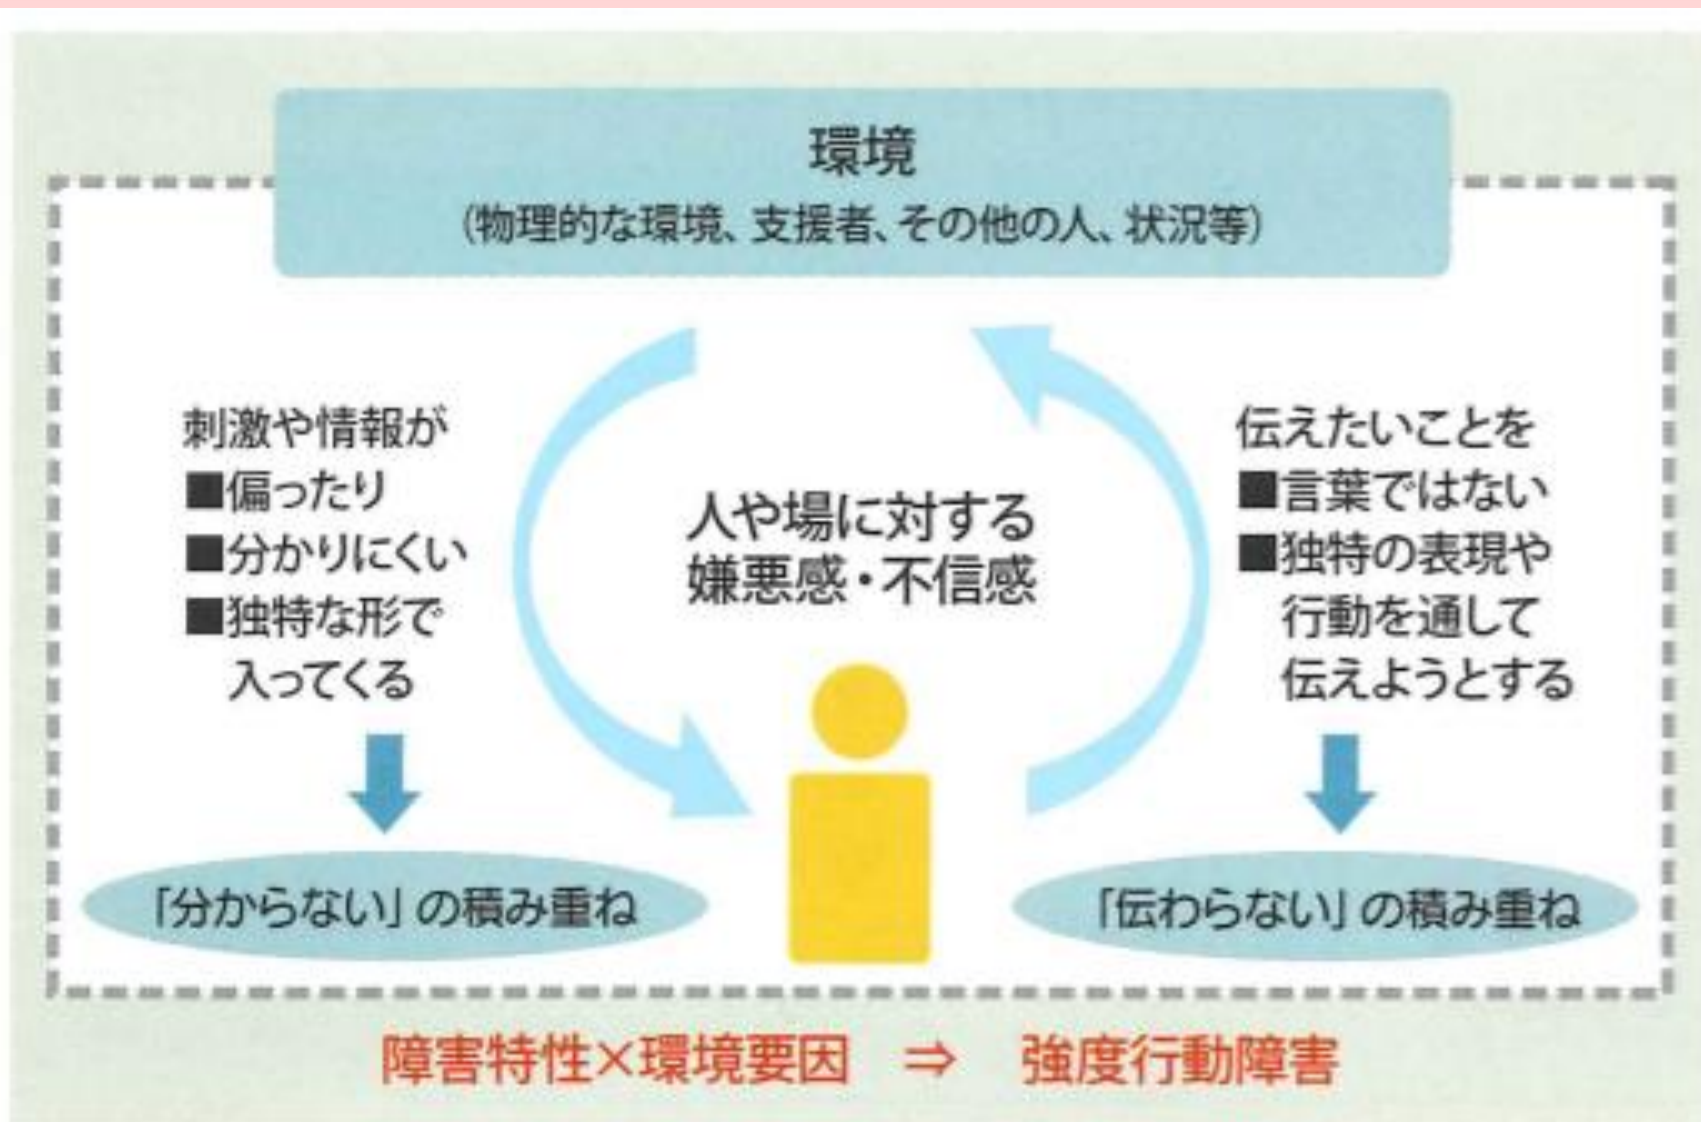 環境
(物理的な環境、支援者、その他の人、状況等)
刺激や情報が
■偏ったり
■分かりにくい
■独特な形で
入ってくる
人や場に対する
嫌悪感・不信感
伝えたいことを
■言葉ではない
■独特の表現や
行動を通して
伝えようとする
「分からない」の積み重ね
「伝わらない」の積み重ね
障害特性×環境要因 ⇒ 強度行動障害